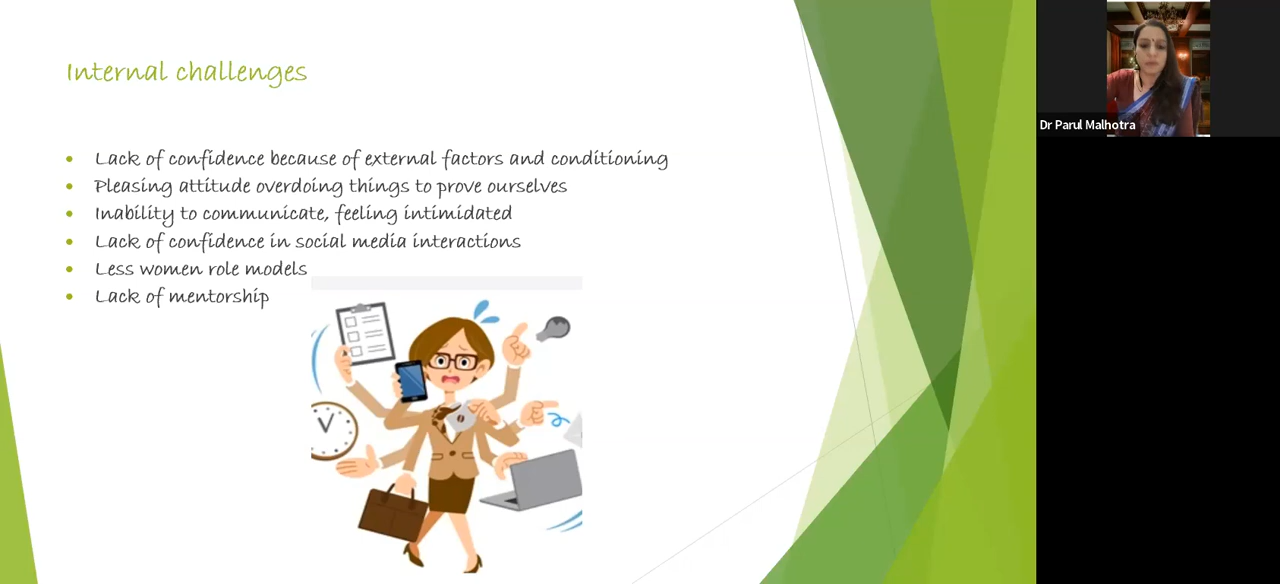 Internal challenges
Lack of confidence because of external factors and conditioning
Pleasing attitude overdoing things to prove ourselves
Inability to communicate, feeling intimidated
Lack of confidence in social media interactions
Less women role models
Lack of mentorship
Dr Parul Malhotra